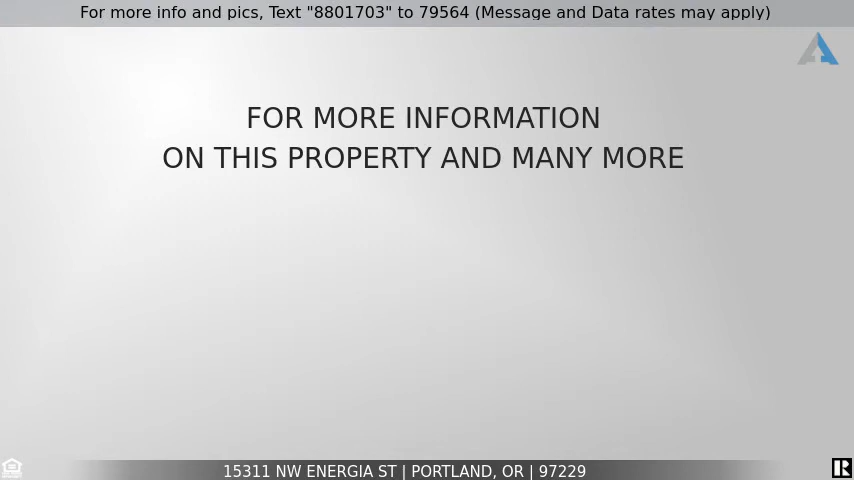 For more info and pics, Text "8801703" to 79564 (Message and Data rates may apply)
FOR MORE INFORMATION
ON THIS PROPERTY AND MANY MORE
15311 NW ENERGIA ST | PORTLAND, OR | 97229